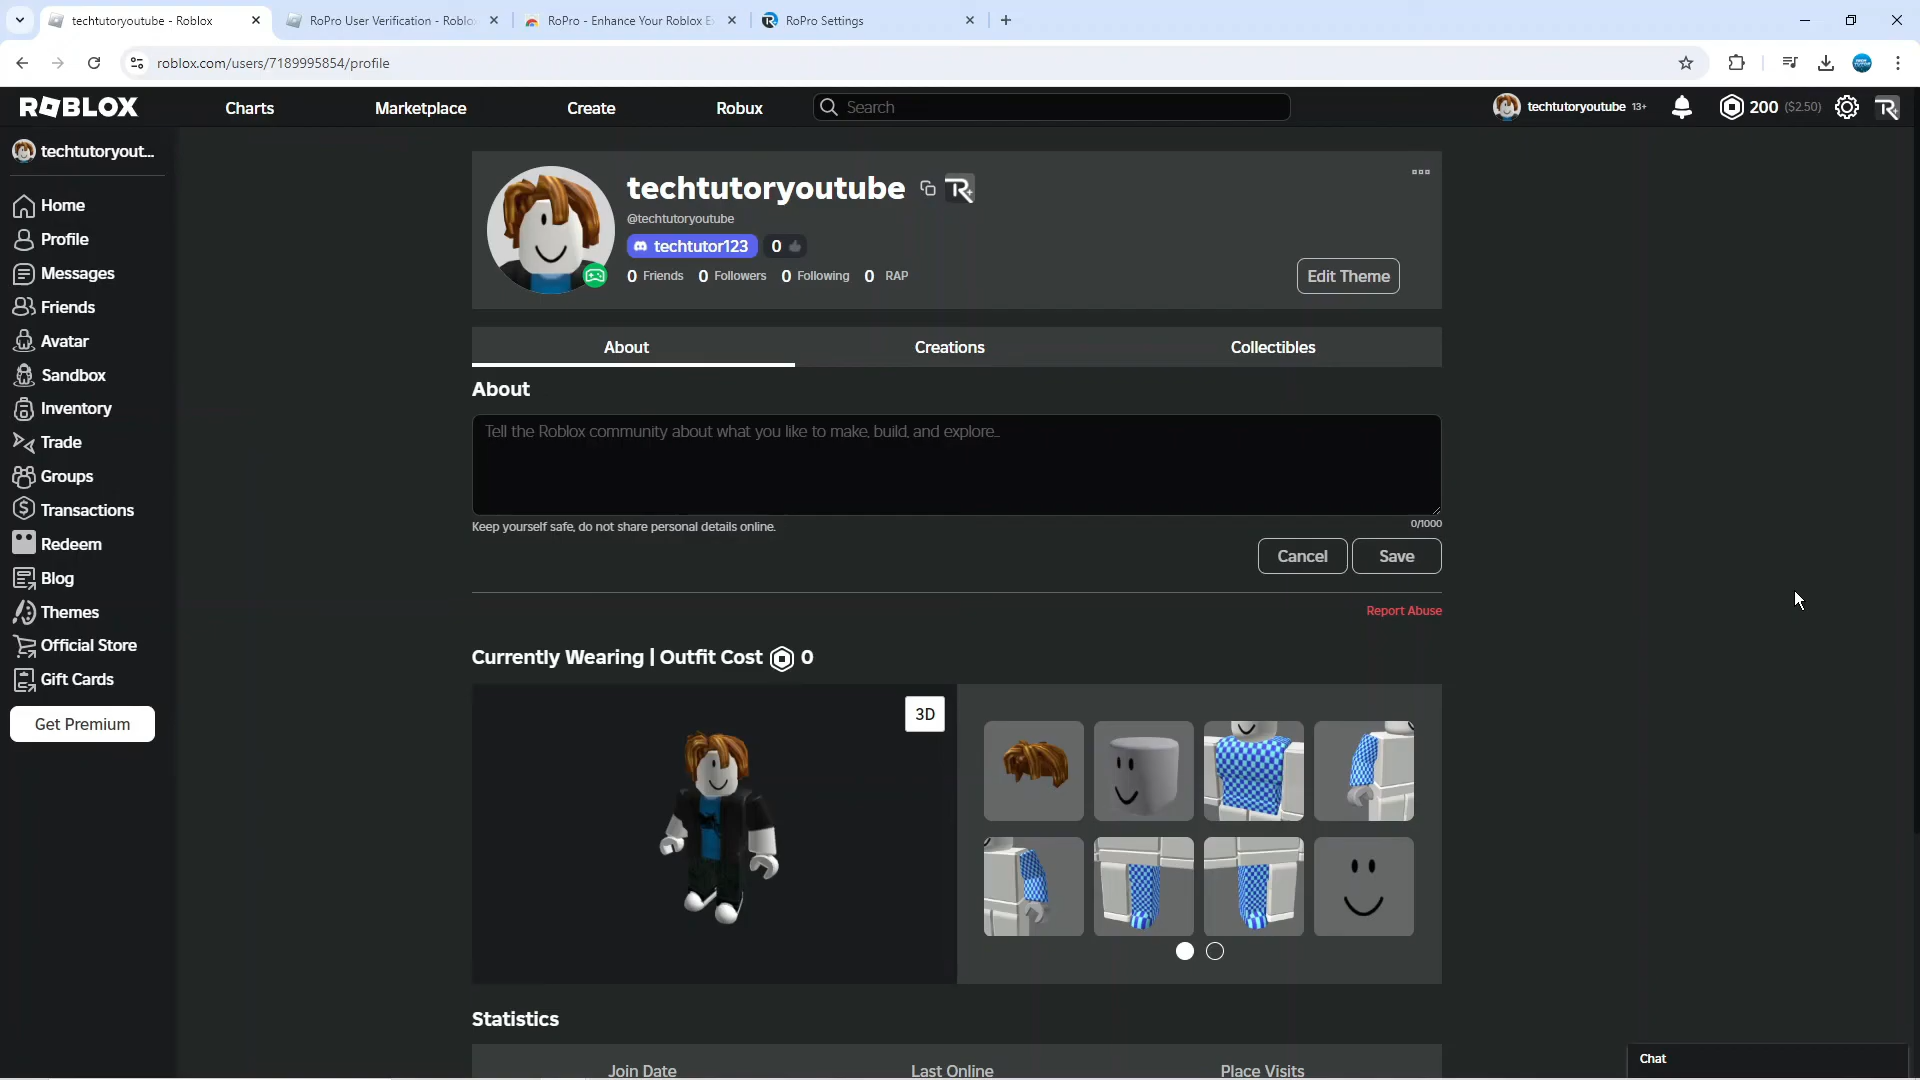 techtutoryoutube - Roblox
RoPro User Verification - Roblo
RoPro - Enhance Your Roblox E
RoPro Settings
roblox.com/users/7189995854/profile
ROBLOX
Charts
Marketplace
Create
Robux
Search
techtutoryoutube 13+
200 ($2.50)
techtutoryout...
Home
Profile
Messages
Friends
Avatar
Sandbox
Inventory
Trade
Groups
Transactions
Redeem
Blog
Themes
Official Store
Gift Cards
Get Premium
techtutoryoutube
@techtutoryoutube
techtutor123 0
0 Friends 0 Followers 0 Following 0 RAP
Edit Theme
About
Creations
Collectibles
About
Tell the Roblox community about what you like to make, build, and explore...
Keep yourself safe, do not share personal details online.
0/1000
Cancel
Save
Report Abuse
Currently Wearing | Outfit Cost 0
3D
Statistics
Join Date
Last Online
Place Visits
Chat